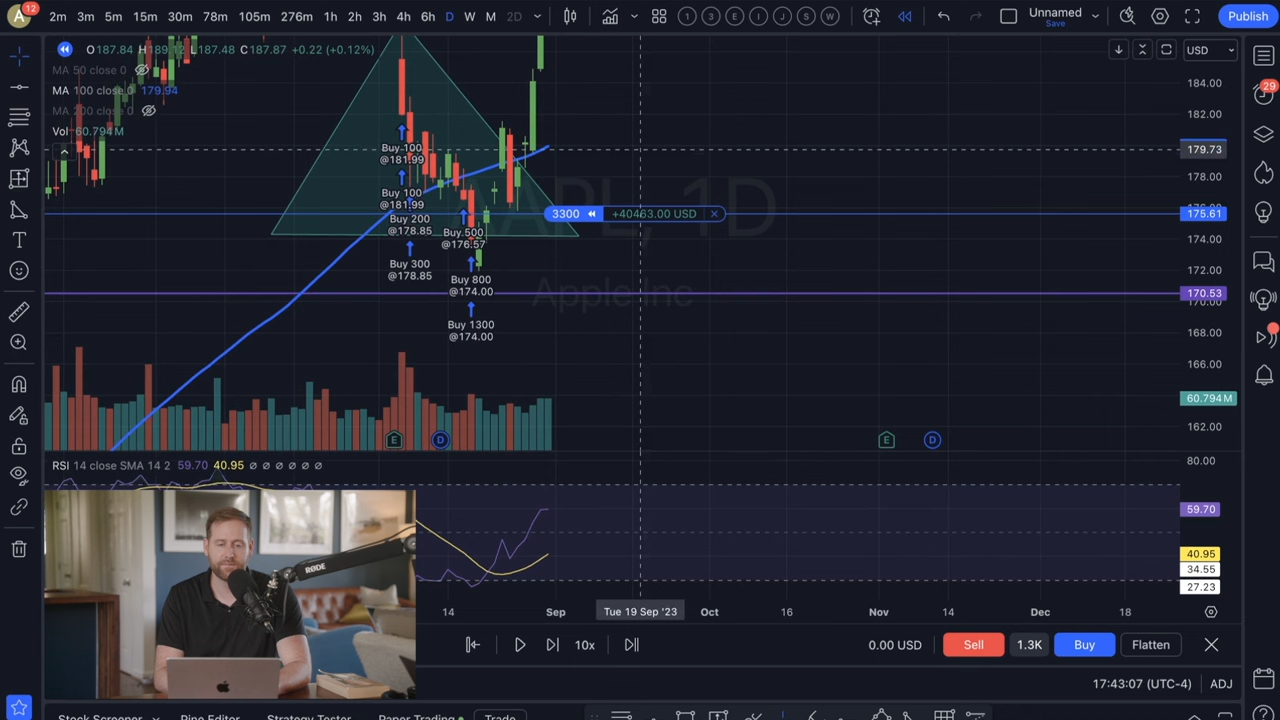 A 12 2m 3m 5m 15m 30m 78m 105m 276m 1h 2h 3h 4h 6h D W M 2D 1 3 E I J S W Unnamed Save Publish
O187.84 H189.12 L187.48 C187.87 +0.22 (+0.12%) USD
MA 50 close 0
MA 100 close 0 179.94
MA 200 close 0
Vol 60.794M
184.00
182.00
Buy 100
@181.99
179.73
178.00
Buy 100
@181.99
AAPL, 1D
3300 +40463.00 USD
175.61
Buy 200
@178.85
Buy 500
@176.57
174.00
Apple Inc
Buy 300
@178.85
Buy 800
@174.00
172.00
170.53
170.00
Buy 1300
@174.00
168.00
166.00
164.00
60.794M
162.00
E D E D
RSI 14 close SMA 14 2 59.70 40.95 ∅ ∅ ∅ ∅ ∅ ∅
80.00
59.70
40.95
34.55
27.23
RØDE
14 Sep Tue 19 Sep '23 Oct 16 Nov 14 Dec 18
10x 0.00 USD Sell 1.3K Buy Flatten
17:43:07 (UTC-4) ADJ
29
Stock Screener Pine Editor Strategy Tester Paper Trading Trade